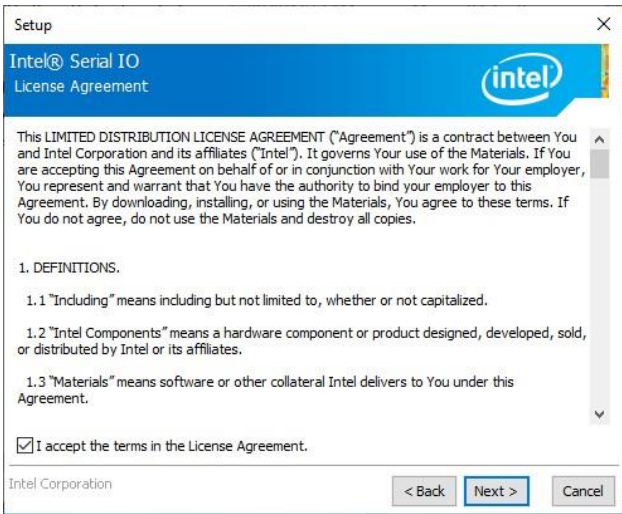 Setup
Intel® Serial IO
License Agreement
intel
This LIMITED DISTRIBUTION LICENSE AGREEMENT ("Agreement") is a contract between You
and Intel Corporation and its affiliates ("Intel"). It governs Your use of the Materials. If You
are accepting this Agreement on behalf of or in conjunction with Your work for Your employer,
You represent and warrant that You have the authority to bind your employer to this
Agreement. By downloading, installing, or using the Materials, You agree to these terms. If
You do not agree, do not use the Materials and destroy all copies.
1. DEFINITIONS.
1.1 "Including" means including but not limited to, whether or not capitalized.
1.2 "Intel Components" means a hardware component or product designed, developed, sold,
or distributed by Intel or its affiliates.
1.3 "Materials" means software or other collateral Intel delivers to You under this
Agreement.
I accept the terms in the License Agreement.
Intel Corporation
< Back Next > Cancel